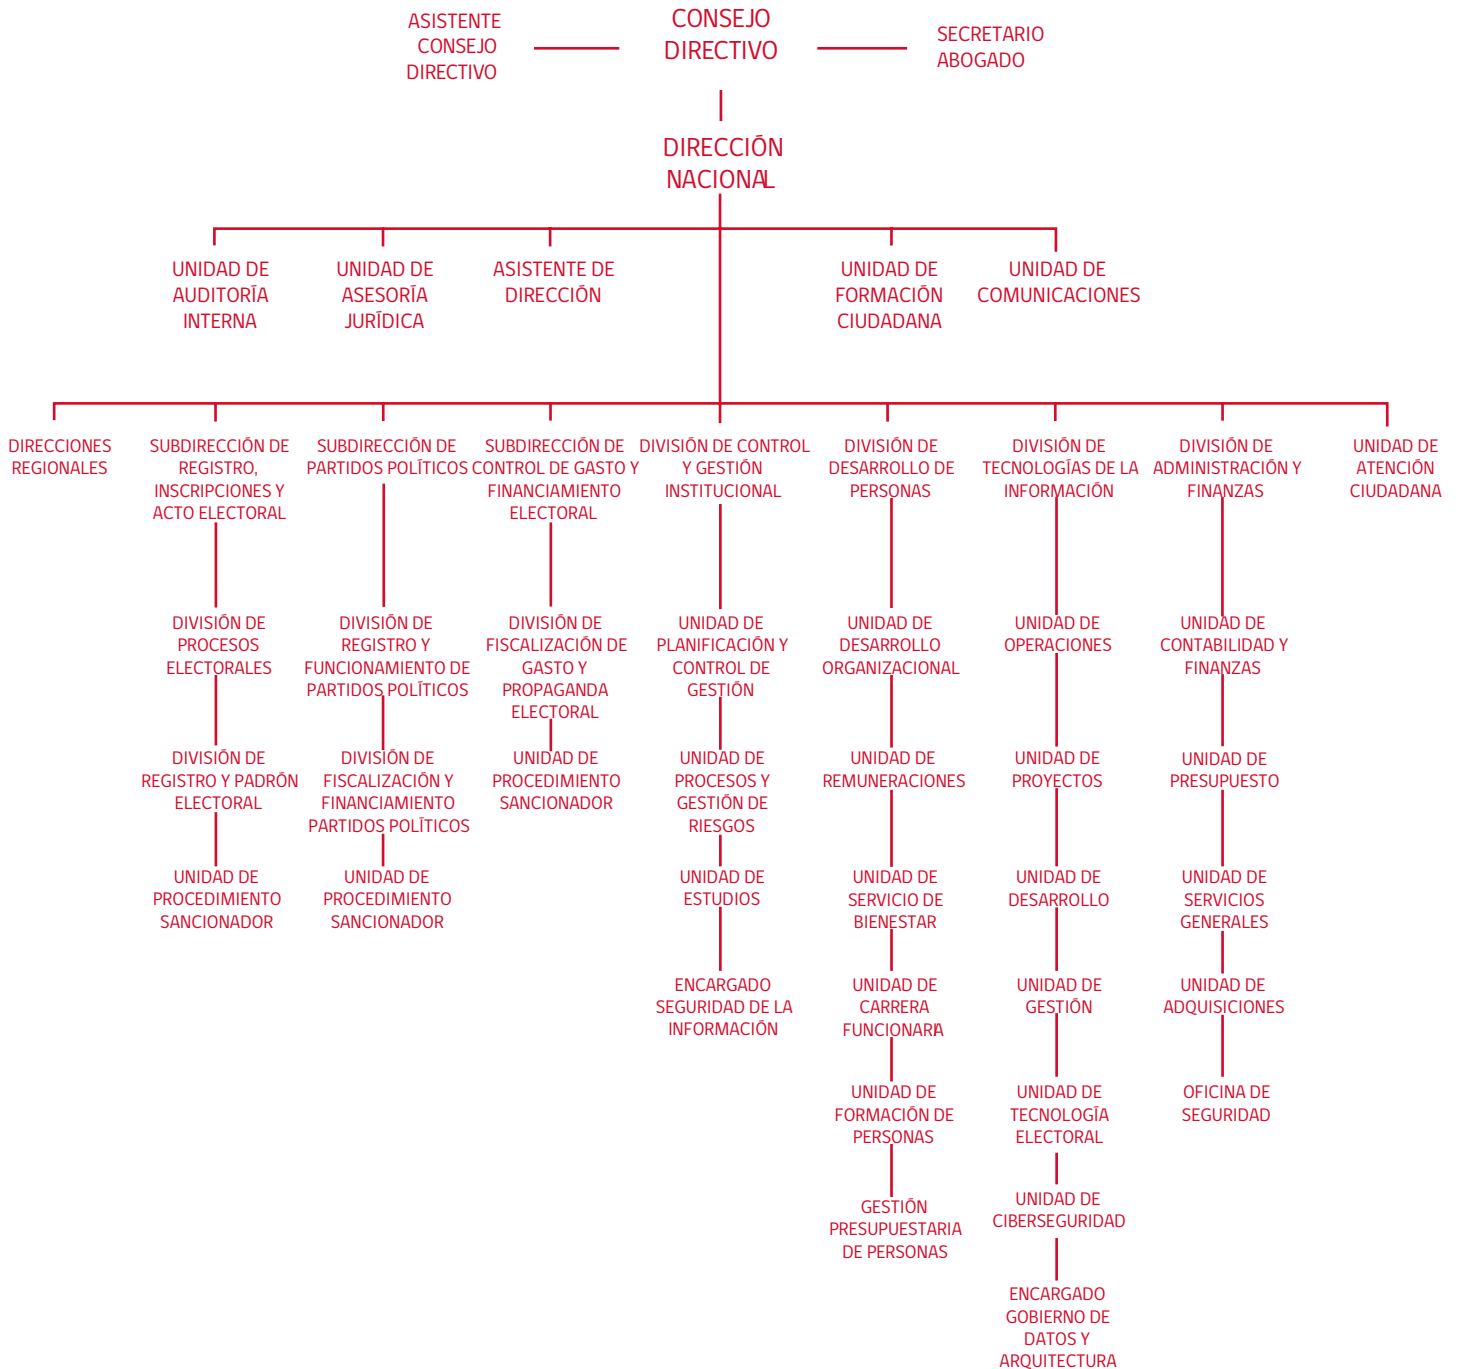 ASISTENTE
CONSEJO
DIRECTIVO
CONSEJO
DIRECTIVO
SECRETARIO
ABOGADO
DIRECCIÓN
NACIONAL
UNIDAD DE
AUDITORÍA
INTERNA
UNIDAD DE
ASESORÍA
JURÍDICA
ASISTENTE DE
DIRECCIÓN
UNIDAD DE
FORMACIÓN
CIUDADANA
UNIDAD DE
COMUNICACIONES
DIRECCIONES
REGIONALES
SUBDIRECCIÓN DE
REGISTRO,
INSCRIPCIONES Y
ACTO ELECTORAL
SUBDIRECCIÓN DE
PARTIDOS POLÍTICOS
SUBDIRECCIÓN DE
CONTROL DE GASTO Y
FINANCIAMIENTO
ELECTORAL
DIVISIÓN DE CONTROL
Y GESTIÓN
INSTITUCIONAL
DIVISIÓN DE
DESARROLLO DE
PERSONAS
DIVISIÓN DE
TECNOLOGÍAS DE LA
INFORMACIÓN
DIVISIÓN DE
ADMINISTRACIÓN Y
FINANZAS
UNIDAD DE
ATENCIÓN
CIUDADANA
DIVISIÓN DE
PROCESOS
ELECTORALES
DIVISIÓN DE
REGISTRO Y
FUNCIONAMIENTO DE
PARTIDOS POLÍTICOS
DIVISIÓN DE
FISCALIZACIÓN DE
GASTO Y
PROPAGANDA
ELECTORAL
UNIDAD DE
PLANIFICACIÓN Y
CONTROL DE
GESTIÓN
UNIDAD DE
DESARROLLO
ORGANIZACIONAL
UNIDAD DE
OPERACIONES
UNIDAD DE
CONTABILIDAD Y
FINANZAS
DIVISIÓN DE
REGISTRO Y PADRÓN
ELECTORAL
DIVISIÓN DE
FISCALIZACIÓN Y
FINANCIAMIENTO
PARTIDOS POLÍTICOS
UNIDAD DE
PROCEDIMIENTO
SANCIONADOR
UNIDAD DE
PROCESOS Y
GESTIÓN DE
RIESGOS
UNIDAD DE
REMUNERACIONES
UNIDAD DE
PROYECTOS
UNIDAD DE
PRESUPUESTO
UNIDAD DE
PROCEDIMIENTO
SANCIONADOR
UNIDAD DE
PROCEDIMIENTO
SANCIONADOR
UNIDAD DE
ESTUDIOS
UNIDAD DE
SERVICIO DE
BIENESTAR
UNIDAD DE
DESARROLLO
UNIDAD DE
SERVICIOS
GENERALES
ENCARGADO
SEGURIDAD DE LA
INFORMACIÓN
UNIDAD DE
CARRERA
FUNCIONARIA
UNIDAD DE
GESTIÓN
UNIDAD DE
ADQUISICIONES
UNIDAD DE
FORMACIÓN DE
PERSONAS
UNIDAD DE
TECNOLOGÍA
ELECTORAL
OFICINA DE
SEGURIDAD
GESTIÓN
PRESUPUESTARIA
DE PERSONAS
UNIDAD DE
CIBERSEGURIDAD
ENCARGADO
GOBIERNO DE
DATOS Y
ARQUITECTURA